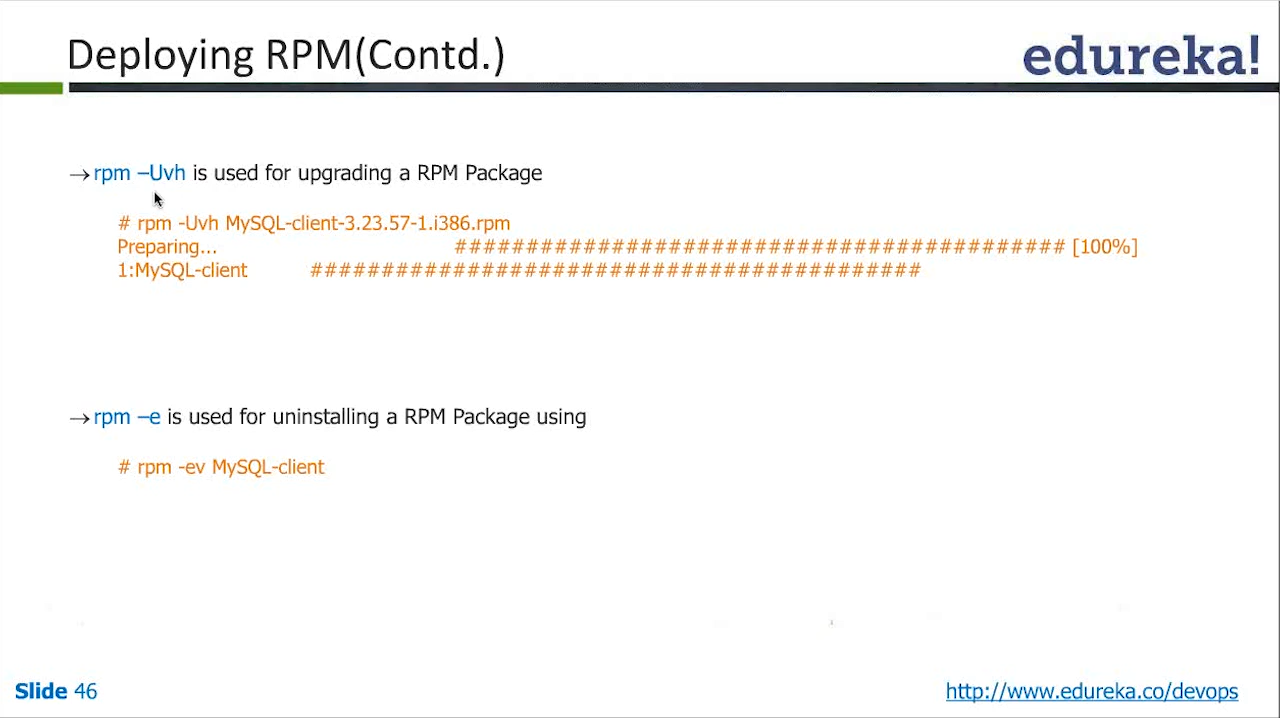 Deploying RPM(Contd.)
edureka!
→rpm –Uvh is used for upgrading a RPM Package
# rpm -Uvh MySQL-client-3.23.57-1.i386.rpm
Preparing... ########################################### [100%]
1:MySQL-client ###########################################
→rpm –e is used for uninstalling a RPM Package using
# rpm -ev MySQL-client
Slide 46
http://www.edureka.co/devops